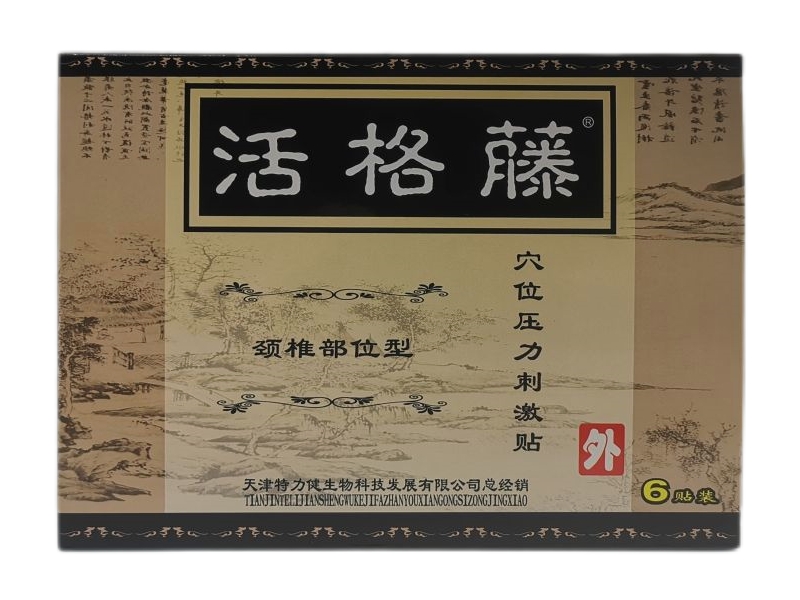 活格藤®
颈椎部位型
穴位压力刺激贴
外
6贴装
天津特力健生物科技发展有限公司总经销
TIANJINTELIJIANSHENGWUKEJIFAZHANYOUXIANGONGSIZONGJINGXIAO